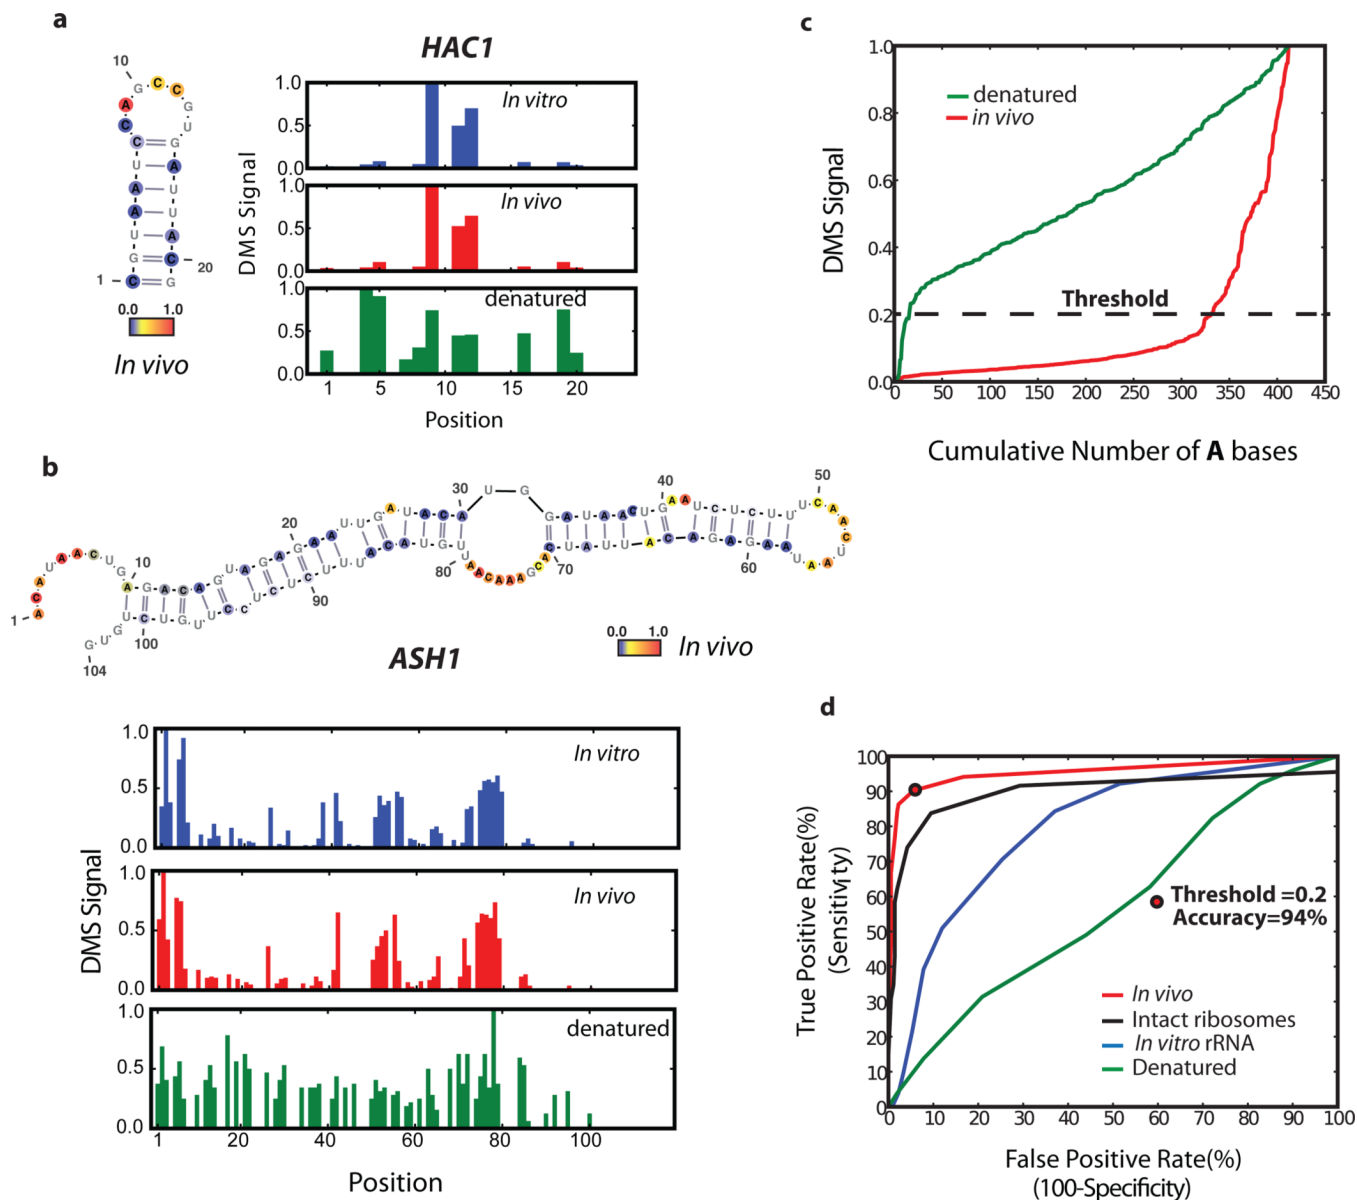 a
HAC1
10
A G C C G U G A U U A C G
C C U A A U G C
1
20
0.0 1.0
In vivo
DMS Signal
1.0
0.5
0.0
In vitro
1.0
0.5
0.0
In vivo
1.0
0.5
0.0
denatured
1 5 10 15 20
Position
b
1 10 20 30 40 50
60 70 80 90 100 104
0.0 1.0
In vivo
ASH1
DMS Signal
1.0
0.5
0.0
In vitro
1.0
0.5
0.0
In vivo
1.0
0.5
0.0
denatured
1 20 40 60 80 100
Position
c
DMS Signal
1.0
0.8
0.6
0.4
0.2
0.0
denatured
in vivo
Threshold
0 50 100 150 200 250 300 350 400 450
Cumulative Number of A bases
d
True Positive Rate(%)
(Sensitivity)
100
90
80
70
60
50
40
30
20
10
0
Threshold =0.2
Accuracy=94%
In vivo
Intact ribosomes
In vitro rRNA
Denatured
0 10 20 30 40 50 60 70 80 90 100
False Positive Rate(%)
(100-Specificity)